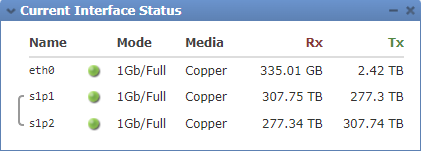 Current Interface Status
Name Mode Media Rx Tx
eth0 1Gb/Full Copper 335.01 GB 2.42 TB
s1p1 1Gb/Full Copper 307.75 TB 277.3 TB
s1p2 1Gb/Full Copper 277.34 TB 307.74 TB